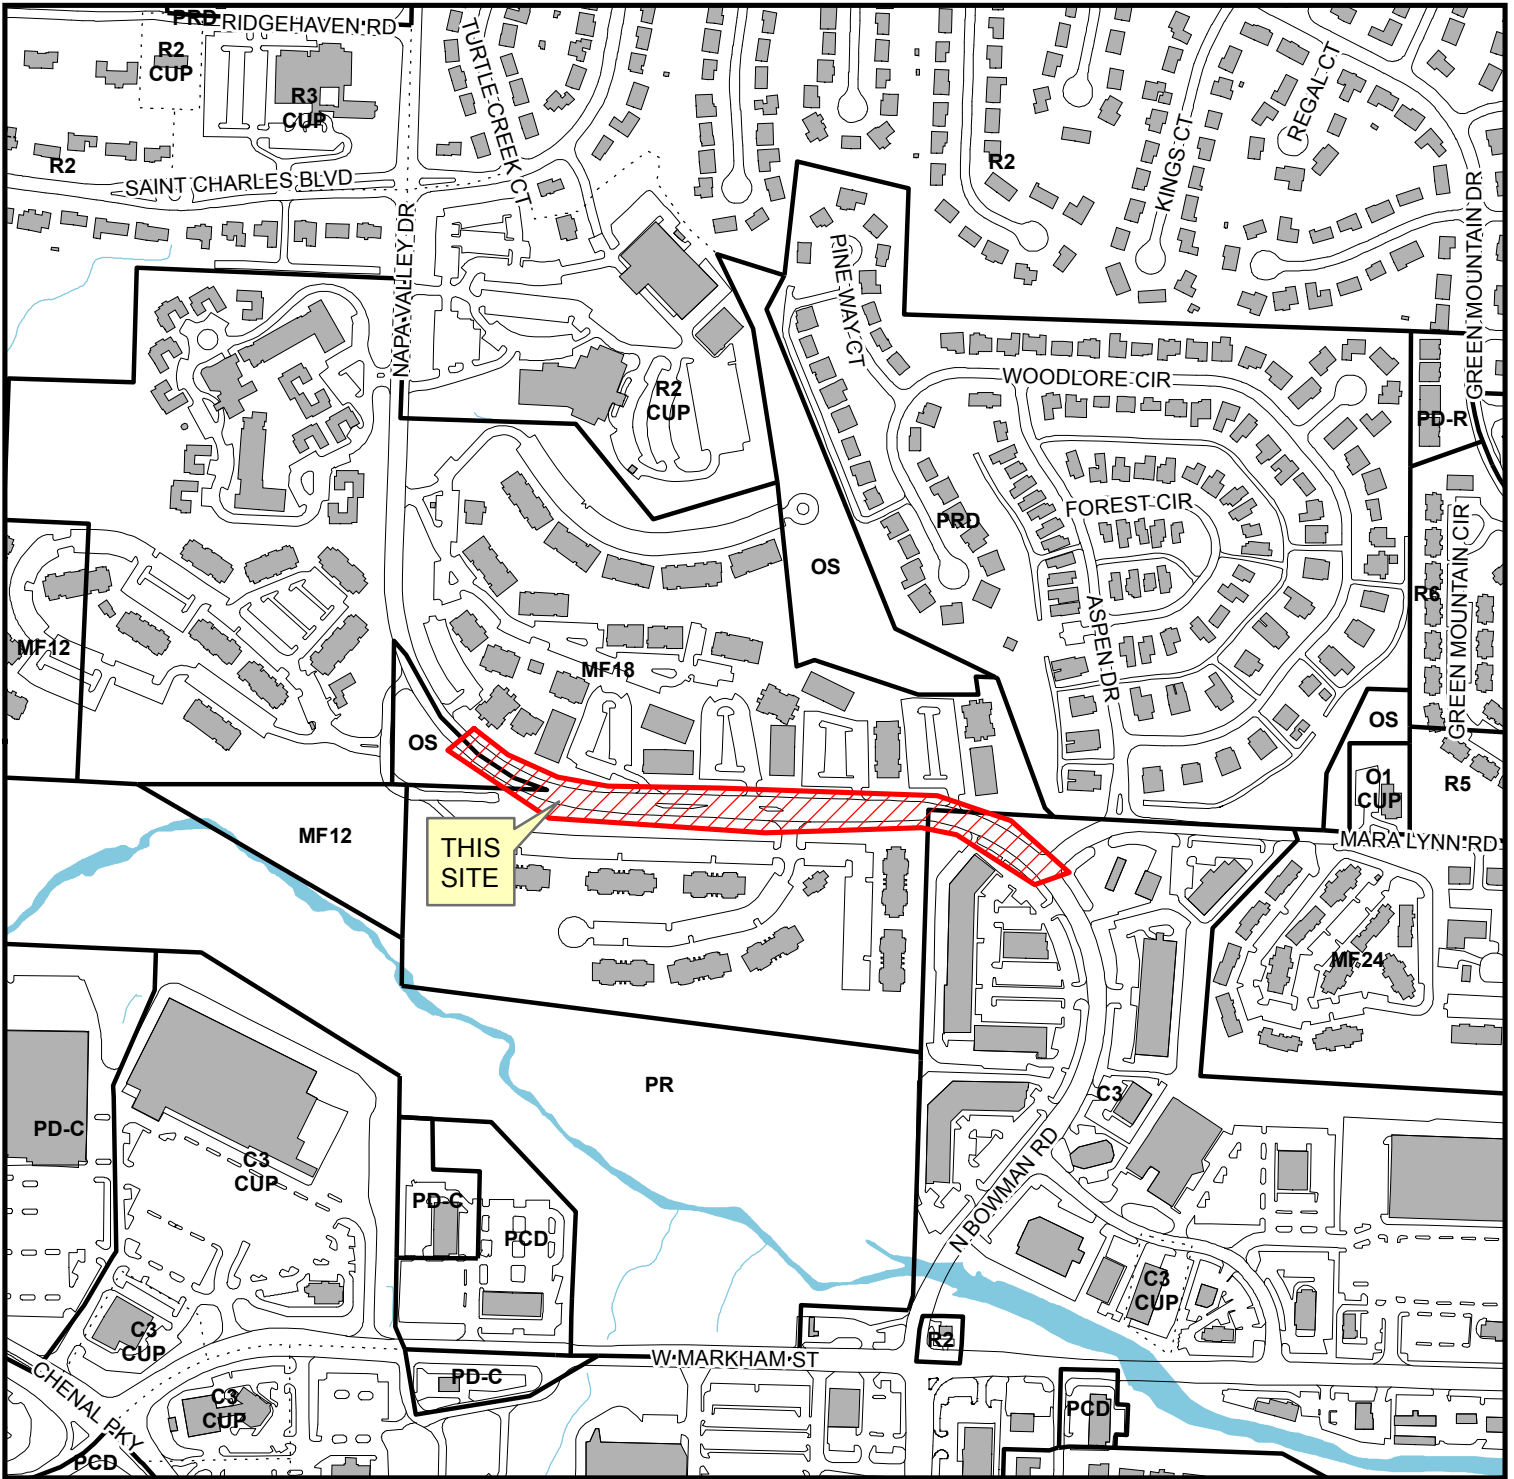 PRD
RIDGEHAVEN RD
R2
CUP
R3
CUP
TURTLE CREEK CT
REGAL CT
KINGS CT
R2
R2
SAINT CHARLES BLVD
GREEN MOUNTAIN DR
NAPA VALLEY DR
PINE WAY CT
GREEN MOUNTAIN DR
R2
CUP
WOODLORE CIR
PD-R
FOREST CIR
PRD
OS
GREEN MOUNTAIN CIR
R6
ASPEN DR
MF12
MF18
OS
OS
O1
CUP
R5
MF12
THIS
SITE
MARA LYNN RD
MF24
PR
C3
PD-C
C3
CUP
PD-C
N BOWMAN RD
PCD
C3
CUP
C3
CUP
R2
W MARKHAM ST
PD-C
CHENAL PKY
C3
CUP
PCD
PCD